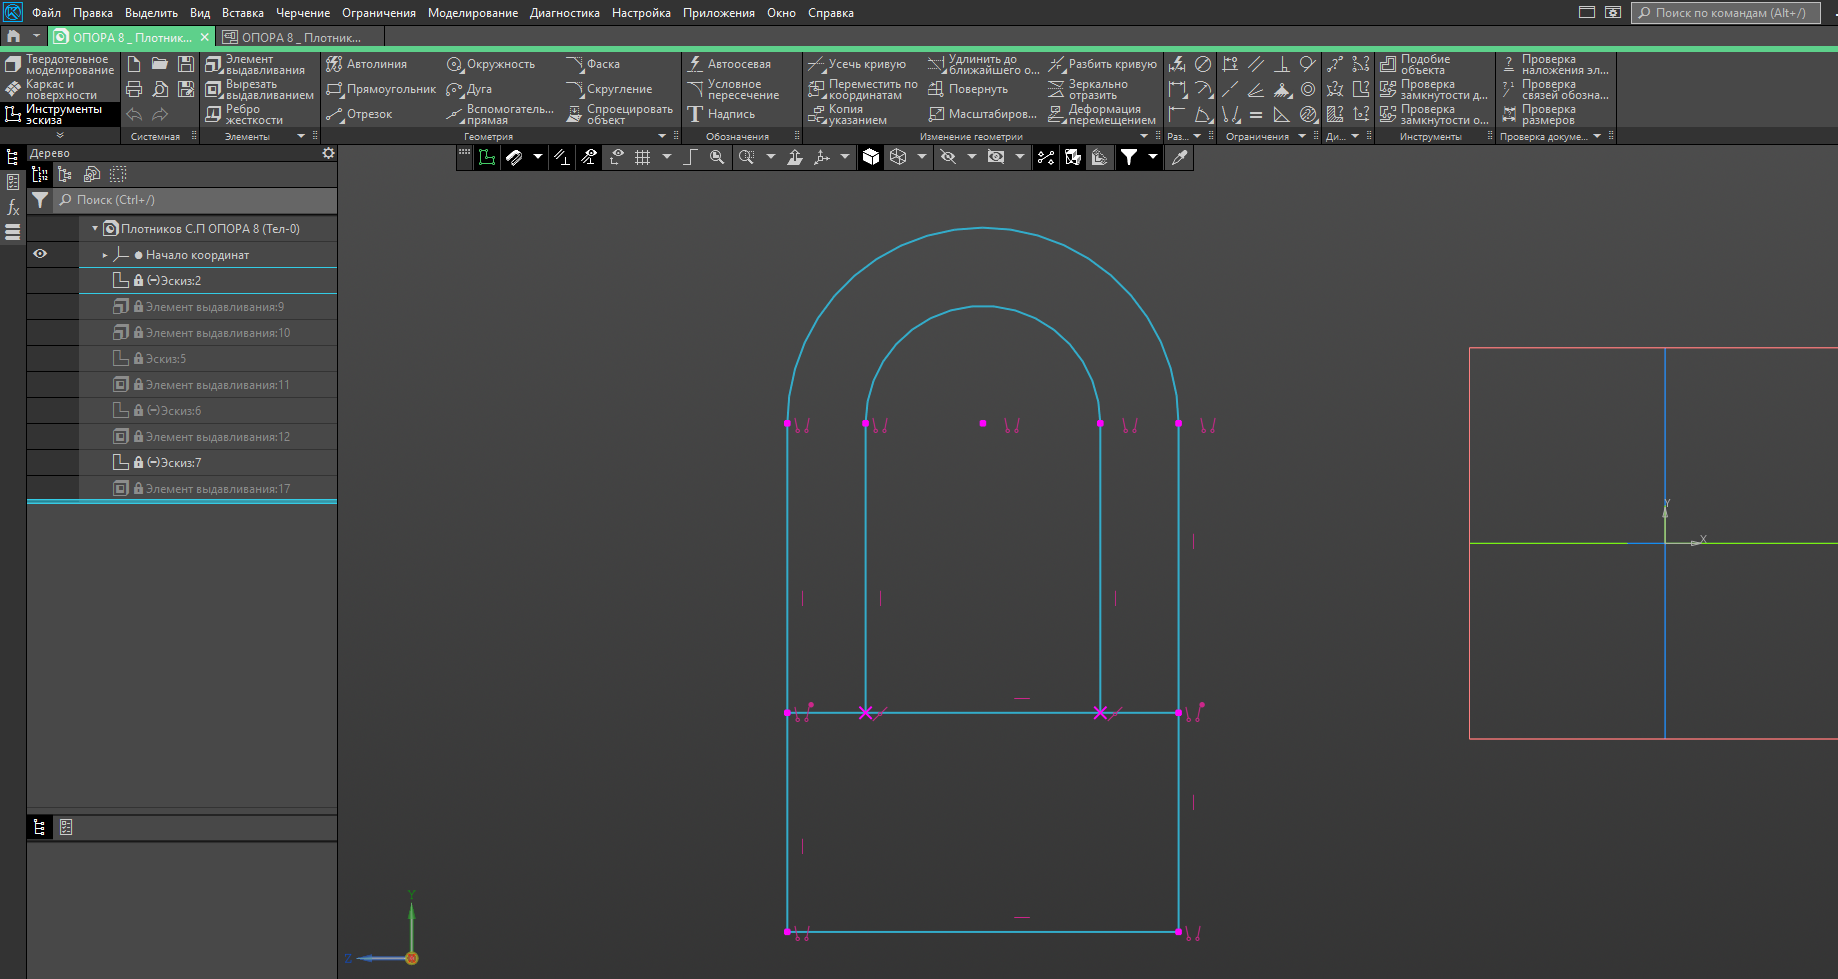 Файл Правка Выделить Вид Вставка Черчение Ограничения Моделирование Диагностика Настройка Приложения Окно Справка Поиск по командам (Alt+/)
ОПОРА 8 _ Плотник... ОПОРА 8 _ Плотник...
Твердотельное моделирование
Каркас и поверхности
Инструменты эскиза
Системная
Элемент выдавливания
Вырезать выдавливанием
Ребро жесткости
Элементы
Автолиния Окружность Фаска
Прямоугольник Дуга Скругление
Отрезок Вспомогатель... прямая Спроецировать объект
Геометрия
Автоосевая
Условное пересечение
Надпись
Обозначения
Усечь кривую Удлинить до ближайшего о... Разбить кривую
Переместить по координатам Повернуть Зеркально отразить
Копия указанием Масштабиров... Деформация перемещением
Изменение геометрии
Раз...
Ограничения
Ди...
Подобие объекта
Проверка замкнутости д...
Проверка замкнутости о...
Инструменты
Проверка наложения эл...
Проверка связей обозна...
Проверка размеров
Проверка докуме...
Дерево
Поиск (Ctrl+/)
Плотников С.П ОПОРА 8 (Тел-0)
Начало координат
(−)Эскиз:2
Элемент выдавливания:9
Элемент выдавливания:10
Эскиз:5
Элемент выдавливания:11
(−)Эскиз:6
Элемент выдавливания:12
(−)Эскиз:7
Элемент выдавливания:17
Y
X
Y
Z